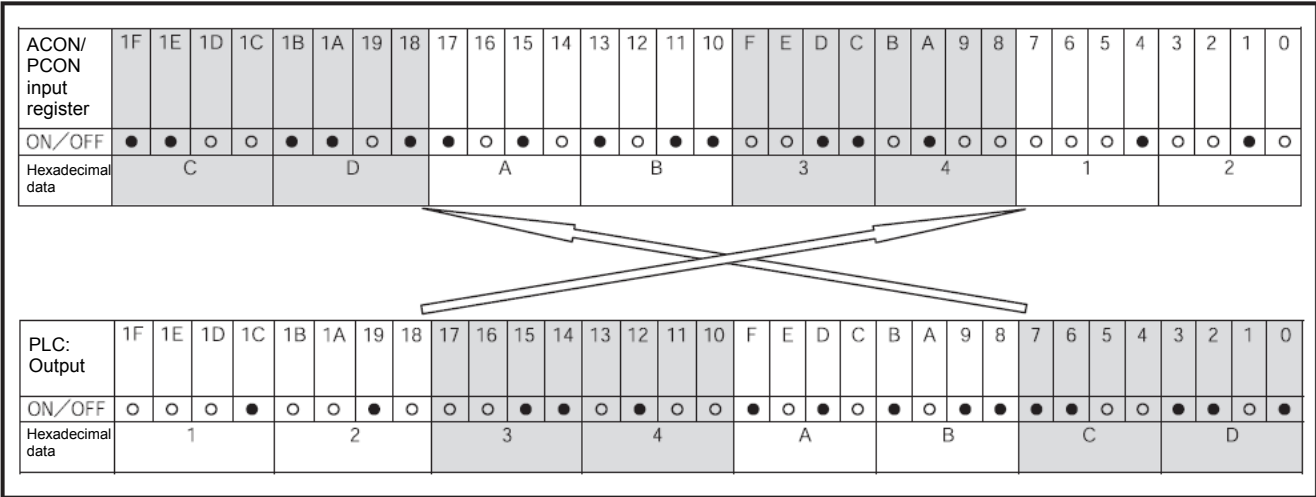 ACON/ 1F 1E 1D 1C 1B 1A 19 18 17 16 15 14 13 12 11 10 F E D C B A 9 8 7 6 5 4 3 2 1 0
PCON
input
register
ON/OFF ● ● ○ ○ ● ● ○ ● ● ○ ● ○ ● ○ ● ● ○ ○ ● ● ○ ● ○ ○ ○ ○ ○ ● ○ ○ ● ○
Hexadecimal C D A B 3 4 1 2
data
PLC: 1F 1E 1D 1C 1B 1A 19 18 17 16 15 14 13 12 11 10 F E D C B A 9 8 7 6 5 4 3 2 1 0
Output
ON/OFF ○ ○ ○ ● ○ ○ ● ○ ○ ○ ● ● ○ ● ○ ○ ● ○ ● ○ ● ○ ● ● ● ● ○ ○ ● ● ○ ●
Hexadecimal 1 2 3 4 A B C D
data